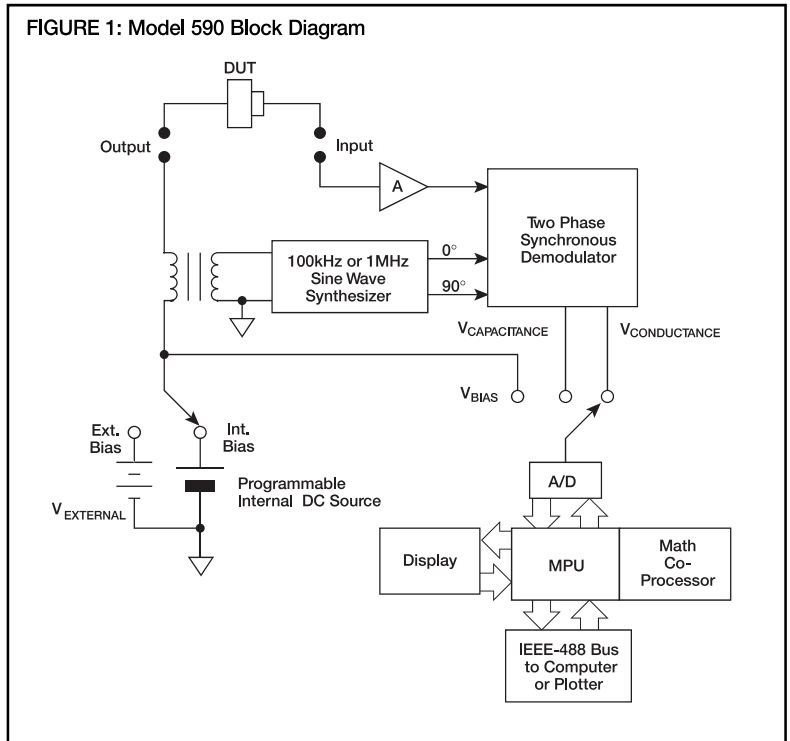 FIGURE 1: Model 590 Block Diagram
DUT
Output
Input
A
Two Phase
Synchronous
Demodulator
100kHz or 1MHz
Sine Wave
Synthesizer
0°
90°
VCAPACITANCE
VCONDUCTANCE
VBIAS
Ext.
Bias
Int.
Bias
VEXTERNAL
Programmable
Internal DC Source
A/D
Display
MPU
Math
Co-
Processor
IEEE-488 Bus
to Computer
or Plotter